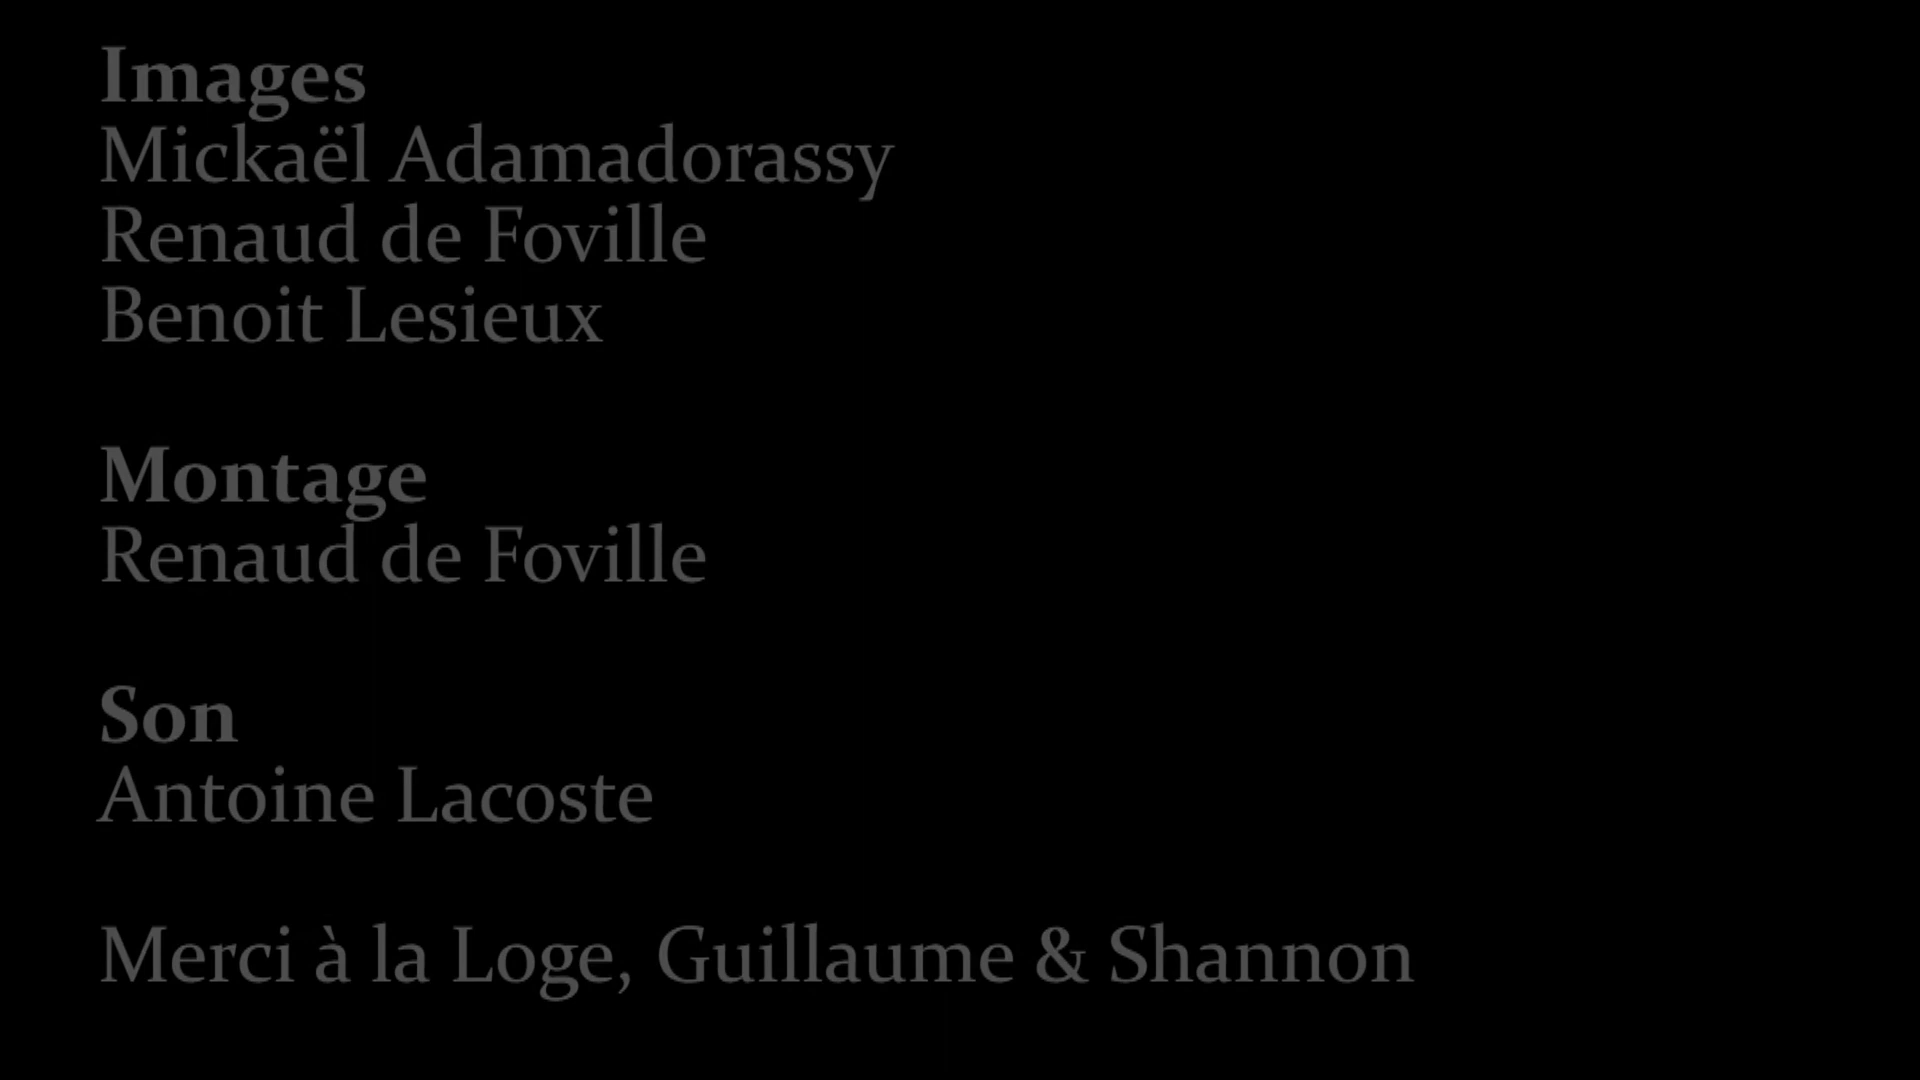 Images
Mickaël Adamadorassy
Renaud de Foville
Benoit Lesieux
Montage
Renaud de Foville
Son
Antoine Lacoste
Merci à la Loge, Guillaume & Shannon